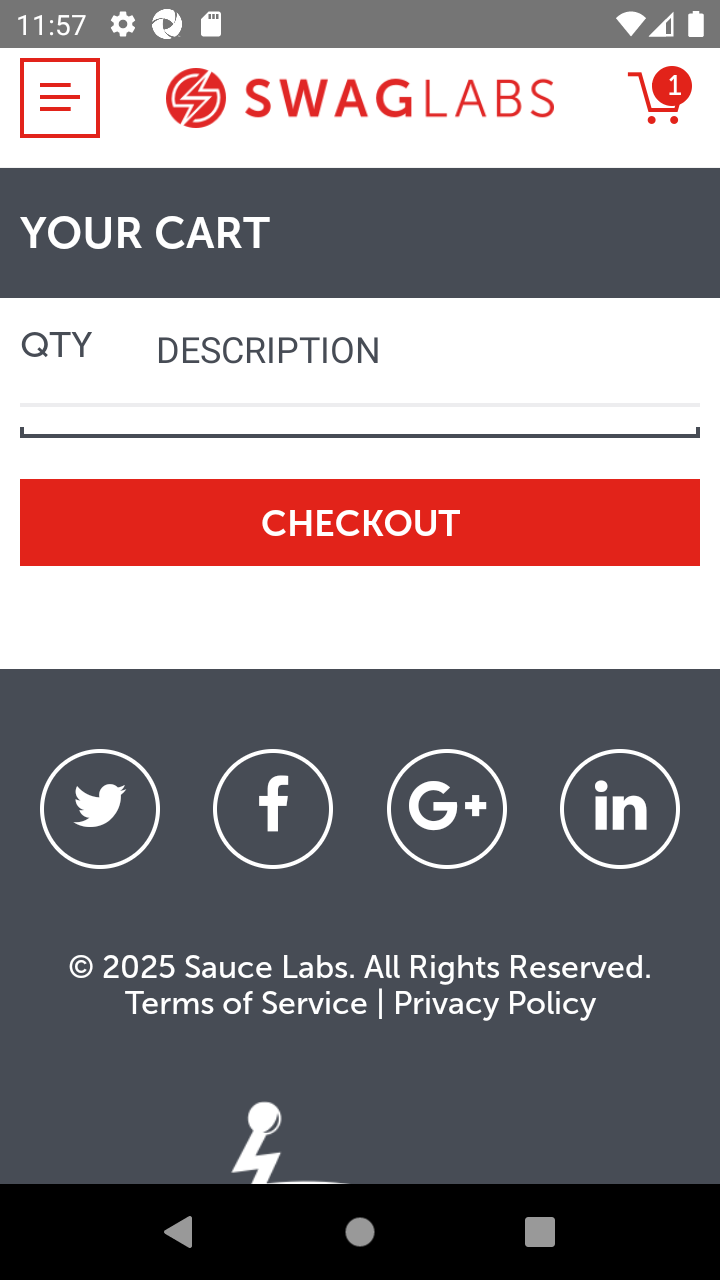 11:57
SWAGLABS
1
YOUR CART
QTY DESCRIPTION
CHECKOUT
f G+ in
© 2025 Sauce Labs. All Rights Reserved.
Terms of Service | Privacy Policy